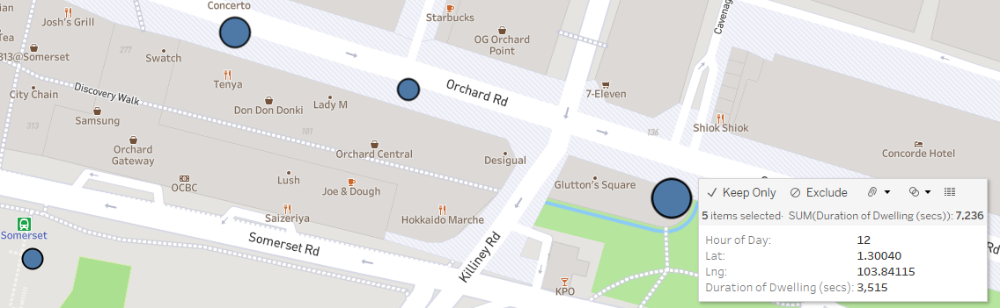 Concerto
Josh's Grill
ian
Tea
313@Somerset
277
Swatch
Tenya
Starbucks
OG Orchard
Point
Cavenag
City Chain
Discovery Walk
Samsung
313
Don Don Donki
Lady M
181
Orchard Rd
7-Eleven
136
Shiok Shiok
Orchard
Gateway
Orchard Central
Desigual
Concorde Hotel
OCBC
Lush
Joe & Dough
Glutton's Square
Saizeriya
Hokkaido Marche
Somerset
Somerset Rd
Killiney Rd
KPO
Rd
Keep Only
Exclude
5 items selected· SUM(Duration of Dwelling (secs)): 7,236
Hour of Day: 12
Lat: 1.30040
Lng: 103.84115
Duration of Dwelling (secs): 3,515